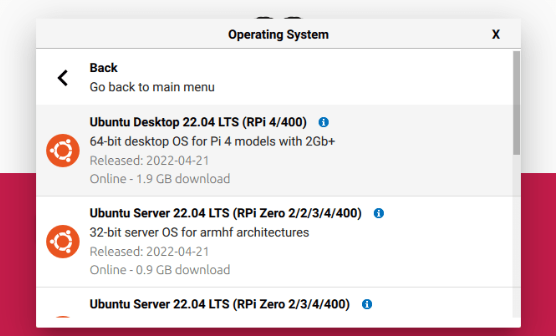 Operating System X
Back
Go back to main menu
Ubuntu Desktop 22.04 LTS (RPi 4/400)
64-bit desktop OS for Pi 4 models with 2Gb+
Released: 2022-04-21
Online - 1.9 GB download
Ubuntu Server 22.04 LTS (RPi Zero 2/2/3/4/400)
32-bit server OS for armhf architectures
Released: 2022-04-21
Online - 0.9 GB download
Ubuntu Server 22.04 LTS (RPi Zero 2/3/4/400)